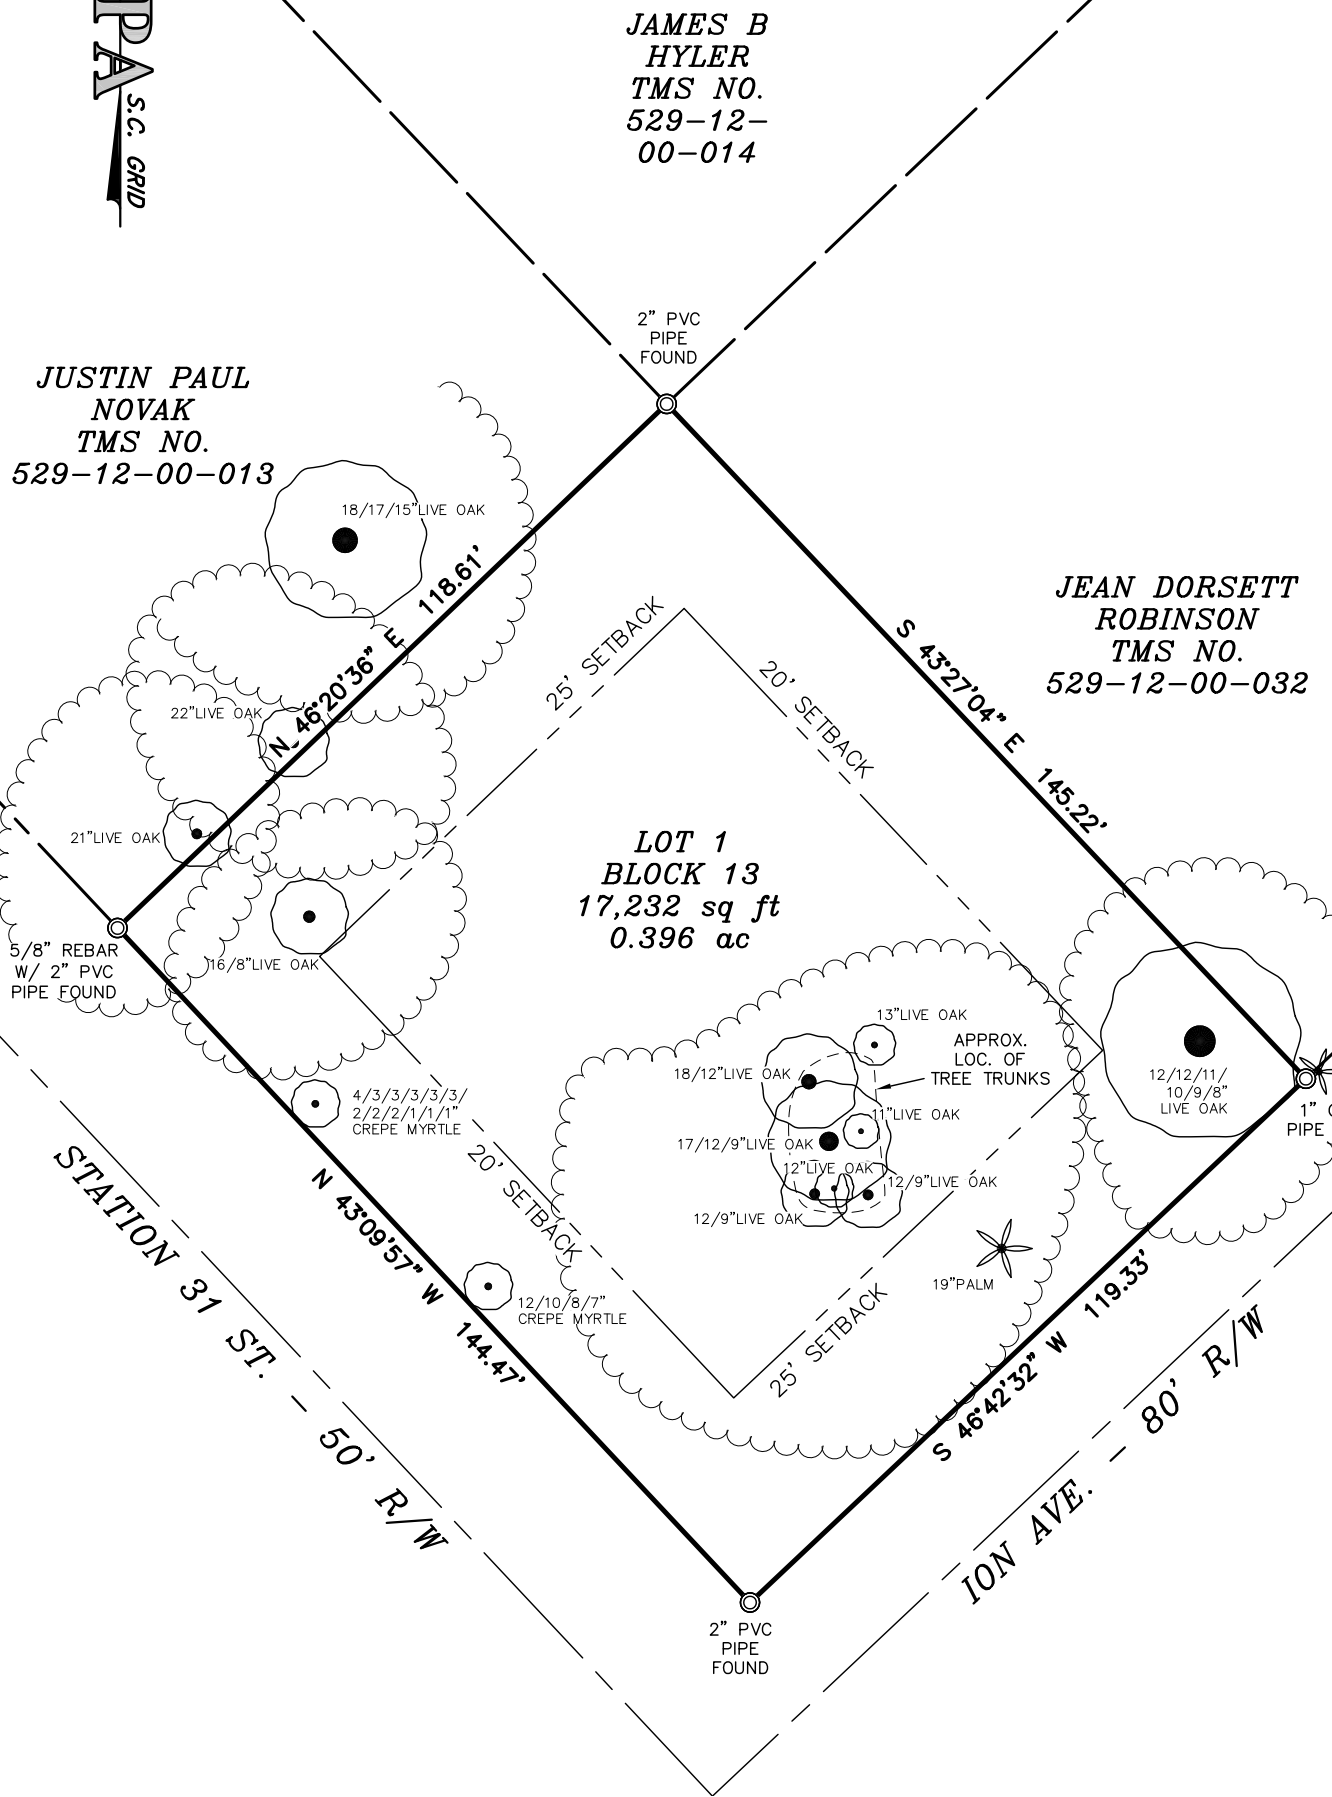 PA
S.C. GRID
JAMES B
HYLER
TMS NO.
529-12-
00-014
2" PVC
PIPE
FOUND
JUSTIN PAUL
NOVAK
TMS NO.
529-12-00-013
18/17/15"LIVE OAK
N 46°20'36" E 118.61'
25' SETBACK
20' SETBACK
S 43°27'04" E 145.22'
JEAN DORSETT
ROBINSON
TMS NO.
529-12-00-032
22"LIVE OAK
21"LIVE OAK
LOT 1
BLOCK 13
17,232 sq ft
0.396 ac
5/8" REBAR
W/ 2" PVC
PIPE FOUND
16/8"LIVE OAK
13"LIVE OAK
APPROX.
LOC. OF
TREE TRUNKS
18/12"LIVE OAK
11"LIVE OAK
17/12/9"LIVE OAK
12"LIVE OAK
12/9"LIVE OAK
12/9"LIVE OAK
12/12/11/
10/9/8"
LIVE OAK
1"
PIPE
4/3/3/3/3/3/
2/2/2/1/1/1"
CREPE MYRTLE
20' SETBACK
N 43°09'57" W 144.47'
12/10/8/7"
CREPE MYRTLE
19"PALM
25' SETBACK
S 46°42'32" W 119.33'
STATION 31 ST. - 50' R/W
ION AVE. - 80' R/W
2" PVC
PIPE
FOUND